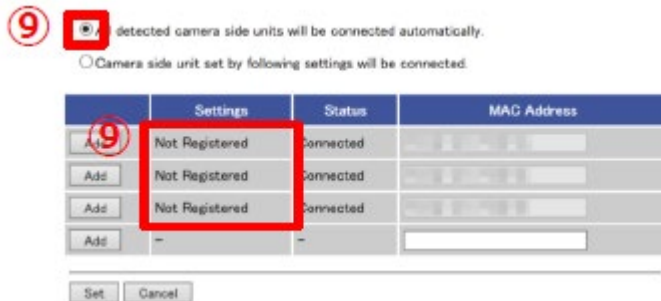 ⑨ All detected camera side units will be connected automatically.
Camera side unit set by following settings will be connected.
Settings Status MAC Address
Add ⑨ Not Registered Connected
Add Not Registered Connected
Add Not Registered Connected
Add - -
Set Cancel